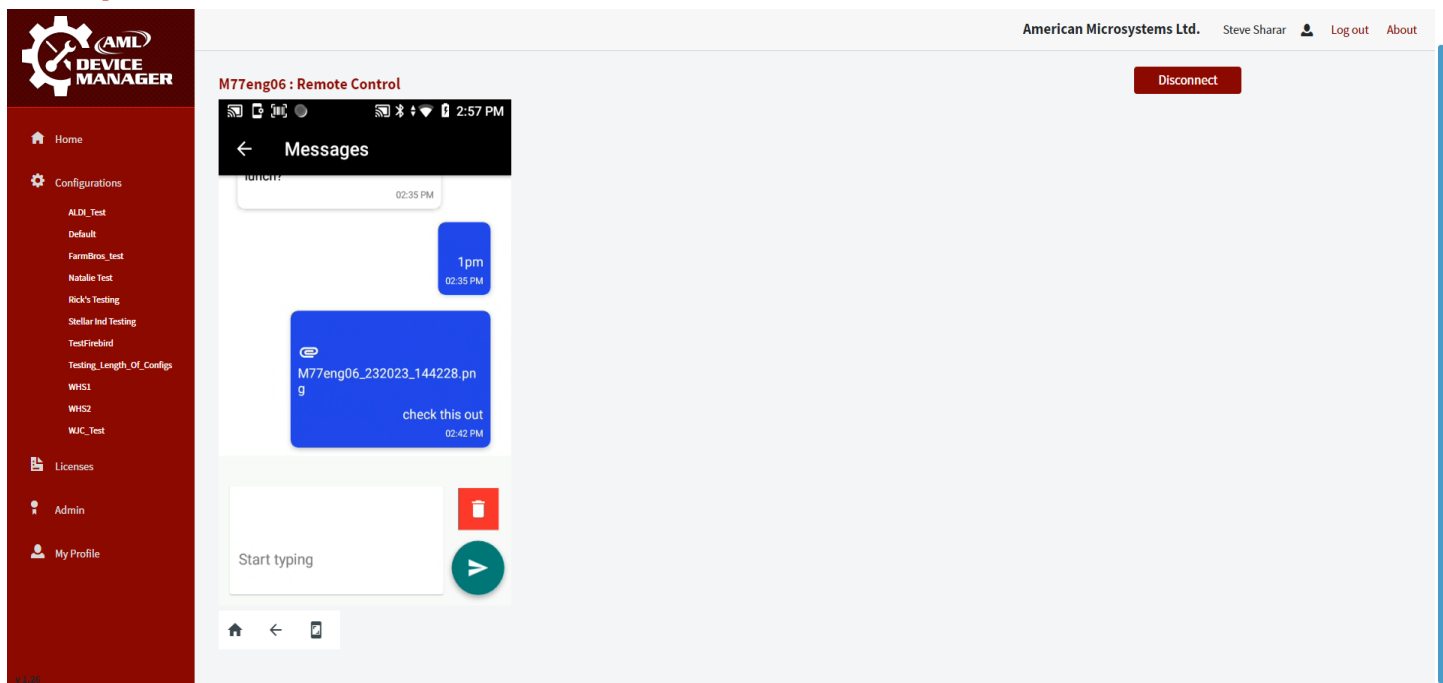 AML
DEVICE
MANAGER
American Microsystems Ltd.
Steve Sharar
Log out
About
M77eng06 : Remote Control
Disconnect
Home
Configurations
ALDI_Test
Default
FarmBros_test
Natalie Test
Rick's Testing
Stellar Ind Testing
TestFirebird
Testing_Length_Of_Configs
WHS1
WHS2
WJC_Test
Licenses
Admin
My Profile
2:57 PM
Messages
lunch?
02:35 PM
1pm
02:35 PM
M77eng06_232023_144228.pn
g
check this out
02:42 PM
Start typing